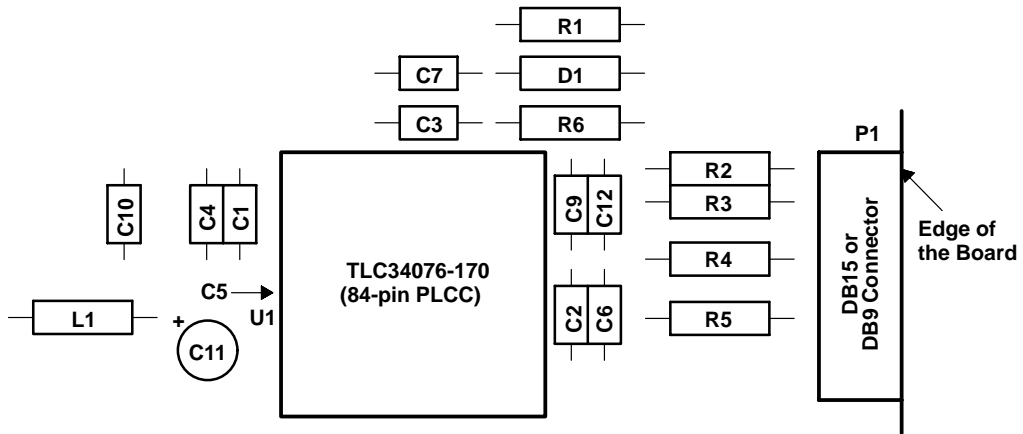 R1
C7
D1
C3
R6
P1
R2
R3
C10
C4
C1
C9
C12
DB15 or
DB9 Connector
Edge of
the Board
TLC34076-170
(84-pin PLCC)
R4
C5
U1
L1
+
C11
C2
C6
R5